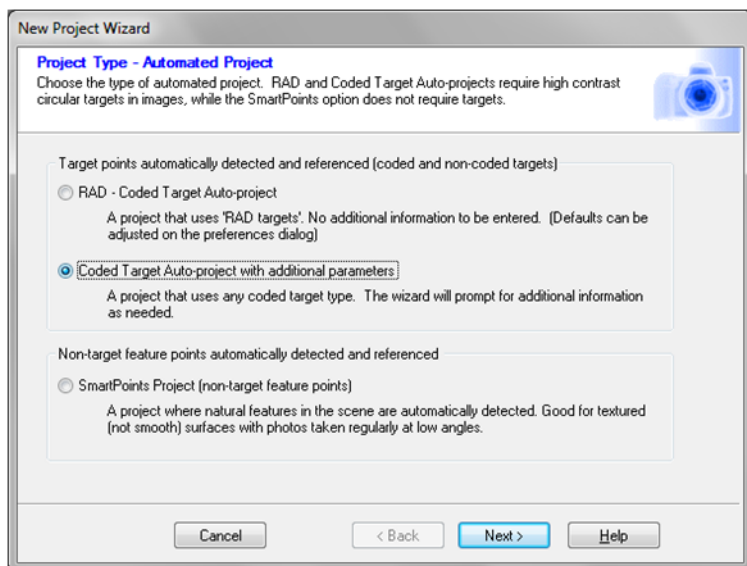 New Project Wizard
Project Type - Automated Project
Choose the type of automated project.  RAD and Coded Target Auto-projects require high contrast
circular targets in images, while the SmartPoints option does not require targets.
Target points automatically detected and referenced (coded and non-coded targets)
RAD - Coded Target Auto-project
A project that uses 'RAD targets'. No additional information to be entered.  (Defaults can be
adjusted on the preferences dialog)
Coded Target Auto-project with additional parameters
A project that uses any coded target type.  The wizard will prompt for additional information
as needed.
Non-target feature points automatically detected and referenced
SmartPoints Project (non-target feature points)
A project where natural features in the scene are automatically detected. Good for textured
(not smooth) surfaces with photos taken regularly at low angles.
Cancel < Back Next > Help